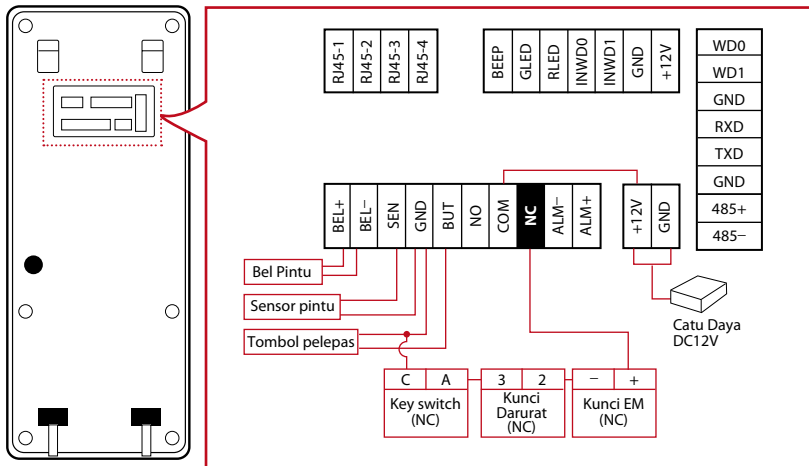 RJ45-1
RJ45-2
RJ45-3
RJ45-4
BEEP
GLED
RLED
INWD0
INWD1
GND
+12V
WD0
WD1
GND
RXD
TXD
GND
485+
485−
BEL+
BEL−
SEN
GND
BUT
NO
COM
NC
ALM−
ALM+
+12V
GND
Bel Pintu
Sensor pintu
Tombol pelepas
Catu Daya
DC12V
C A
Key switch
(NC)
3 2
Kunci
Darurat
(NC)
− +
Kunci EM
(NC)